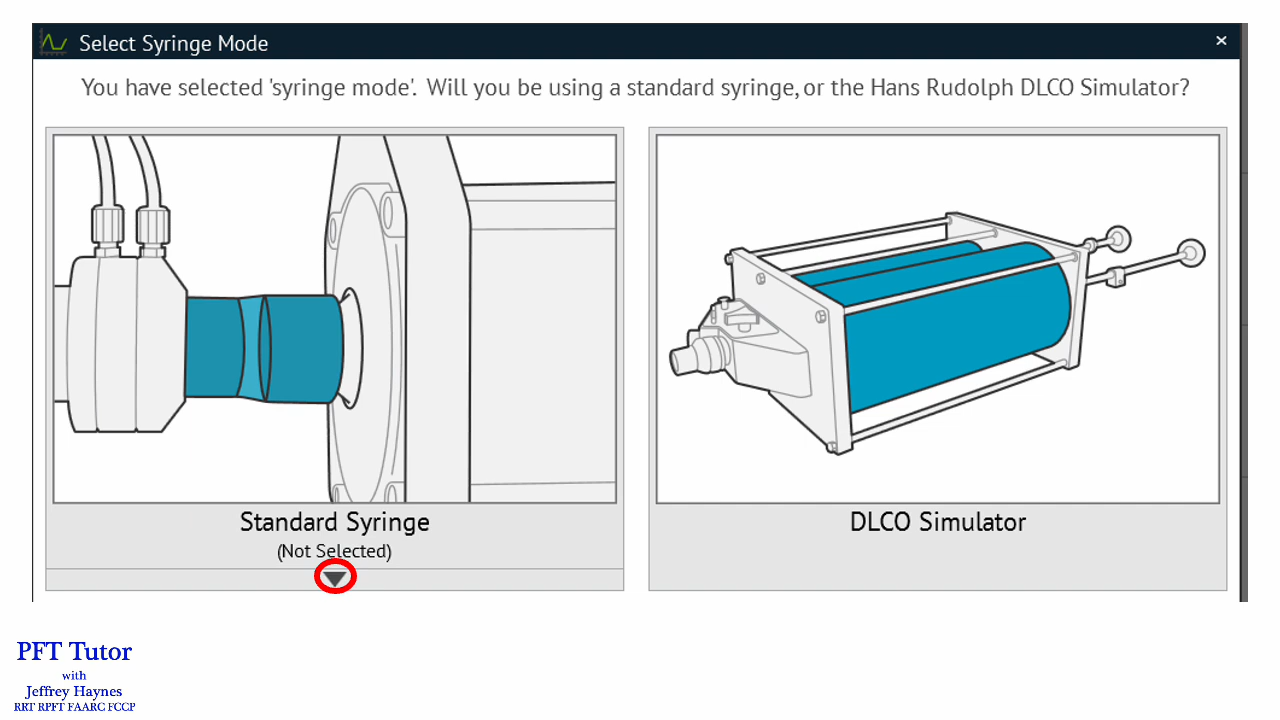 Select Syringe Mode
You have selected 'syringe mode'. Will you be using a standard syringe, or the Hans Rudolph DLCO Simulator?
Standard Syringe
(Not Selected)
DLCO Simulator
PFT Tutor
with
Jeffrey Haynes
RRT RPFT FAARC FCCP